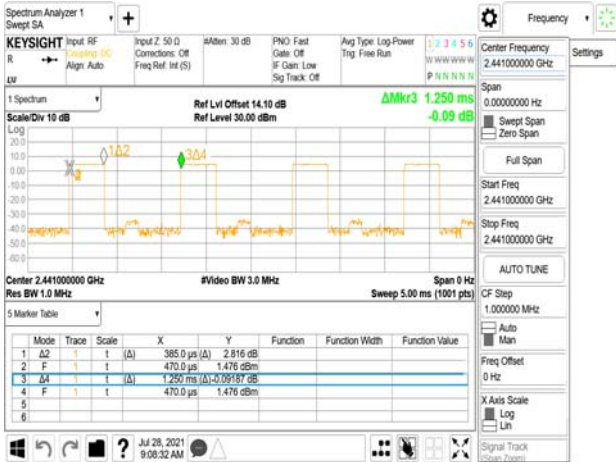 Spectrum Analyzer 1
Swept SA
Frequency
KEYSIGHT
R
Input: RF
Coupling: DC
Align: Auto
Input Z: 50 Ω
Corrections: Off
Freq Ref: Int (S)
#Atten: 30 dB
PNO: Fast
Gate: Off
IF Gain: Low
Sig Track: Off
Avg Type: Log-Power
Trig: Free Run
1 2 3 4 5 6
W W W W W W
P N N N N N
1 Spectrum
Scale/Div 10 dB
Ref Lvl Offset 14.10 dB
Ref Level 30.00 dBm
ΔMkr3 1.250 ms
-0.09 dB
Log
20.0
10.0
0.00
-10.0
-20.0
-30.0
-40.0
-50.0
-60.0
1Δ2
3Δ4
Center 2.441000000 GHz
Res BW 1.0 MHz
#Video BW 3.0 MHz
Span 0 Hz
Sweep 5.00 ms (1001 pts)
5 Marker Table
Mode Trace Scale X Y Function Function Width Function Value
1 Δ2 1 t (Δ) 385.0 µs (Δ) 2.816 dB
2 F 1 t 470.0 µs 1.476 dBm
3 Δ4 1 t (Δ) 1.250 ms (Δ) -0.09187 dB
4 F 1 t 470.0 µs 1.476 dBm
5
6
?
Jul 28, 2021
9:08:32 AM
Center Frequency
2.441000000 GHz
Settings
Span
0.00000000 Hz
Swept Span
Zero Span
Full Span
Start Freq
2.441000000 GHz
Stop Freq
2.441000000 GHz
AUTO TUNE
CF Step
1.000000 MHz
Auto
Man
Freq Offset
0 Hz
X Axis Scale
Log
Lin
Signal Track
(Span Zoom)